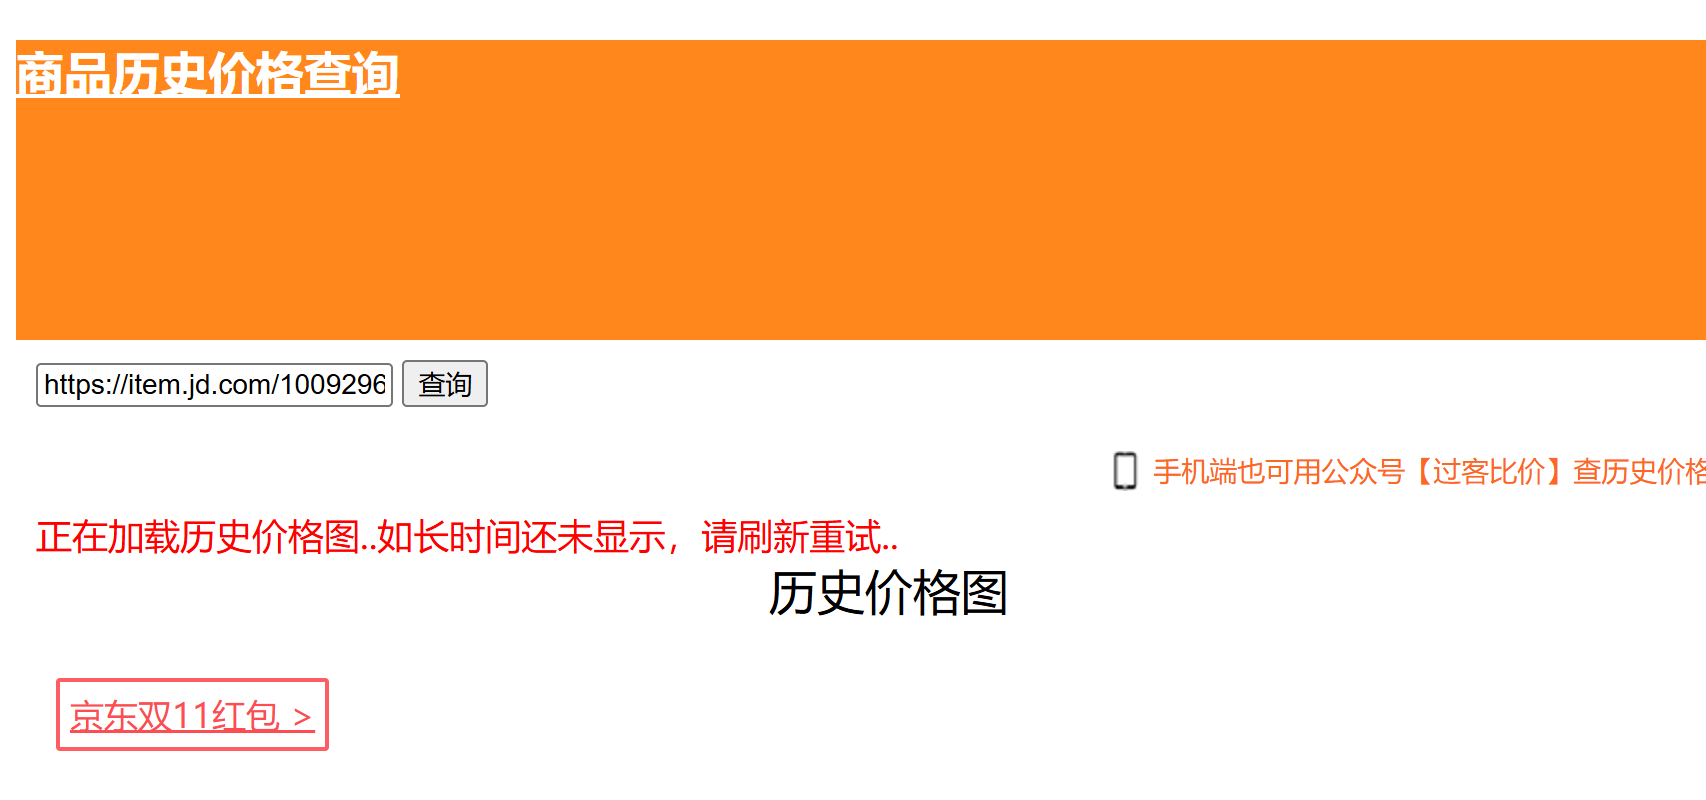 商品历史价格查询
https://item.jd.com/1009296
查询
手机端也可用公众号【过客比价】查历史价格
正在加载历史价格图..如长时间还未显示，请刷新重试..
历史价格图
京东双11红包 >